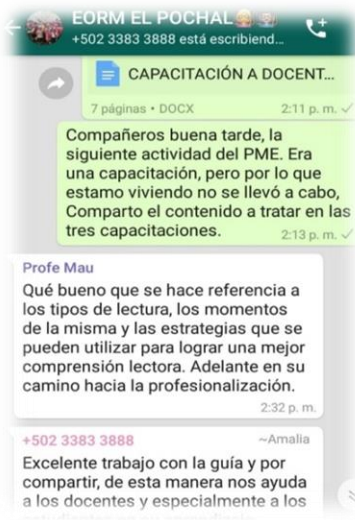 EORM EL POCHAL
+502 3383 3888 está escribiend...
CAPACITACIÓN A DOCENT...
7 páginas • DOCX 2:11 p. m.
Compañeros buena tarde, la
siguiente actividad del PME. Era
una capacitación, pero por lo que
estamo viviendo no se llevó a cabo,
Comparto el contenido a tratar en las
tres capacitaciones.
2:13 p. m.
Profe Mau
Qué bueno que se hace referencia a
los tipos de lectura, los momentos
de la misma y las estrategias que se
pueden utilizar para lograr una mejor
comprensión lectora. Adelante en su
camino hacia la profesionalización.
2:32 p. m.
+502 3383 3888 ~Amalia
Excelente trabajo con la guía y por
compartir, de esta manera nos ayuda
a los docentes y especialmente a los